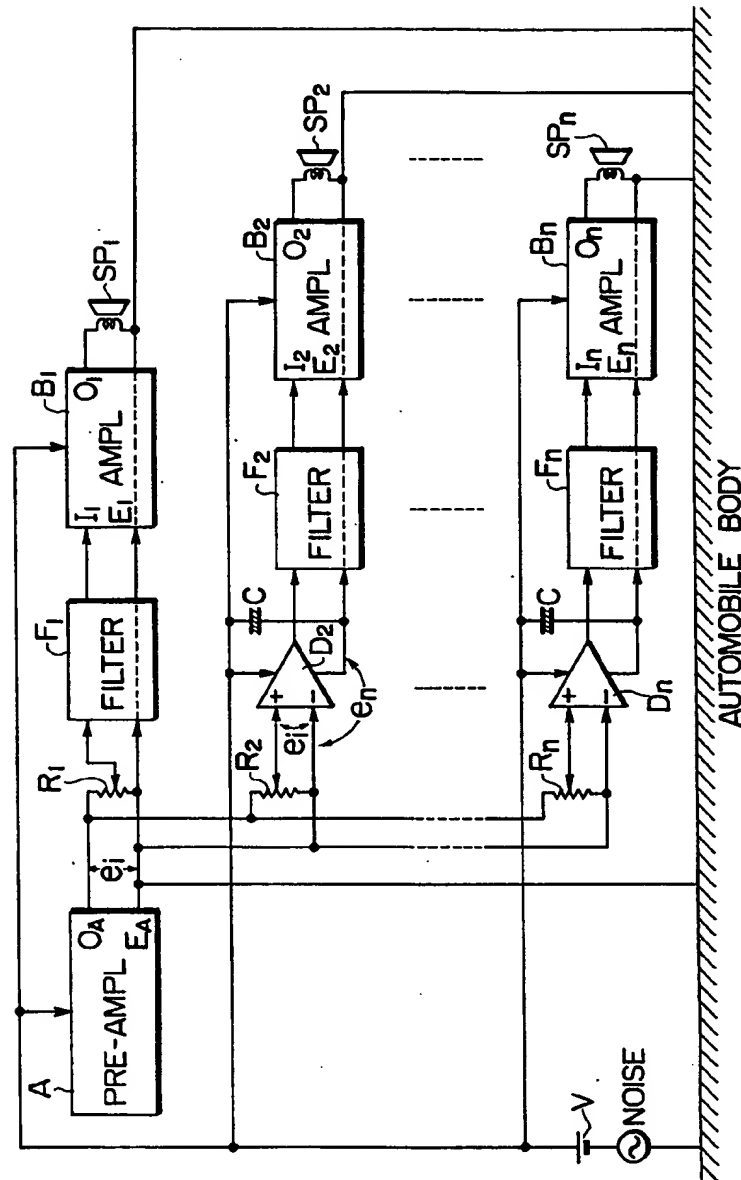 A
PRE-AMPL
OA
EA
ei
R1
F1
FILTER
B1
I1
E1
AMPL
O1
SP1
R2
ei
+
-
D2
en
C
F2
FILTER
B2
I2
E2
AMPL
O2
SP2
Rn
+
-
Dn
C
Fn
FILTER
Bn
In
En
AMPL
On
SPn
V
NOISE
AUTOMOBILE BODY